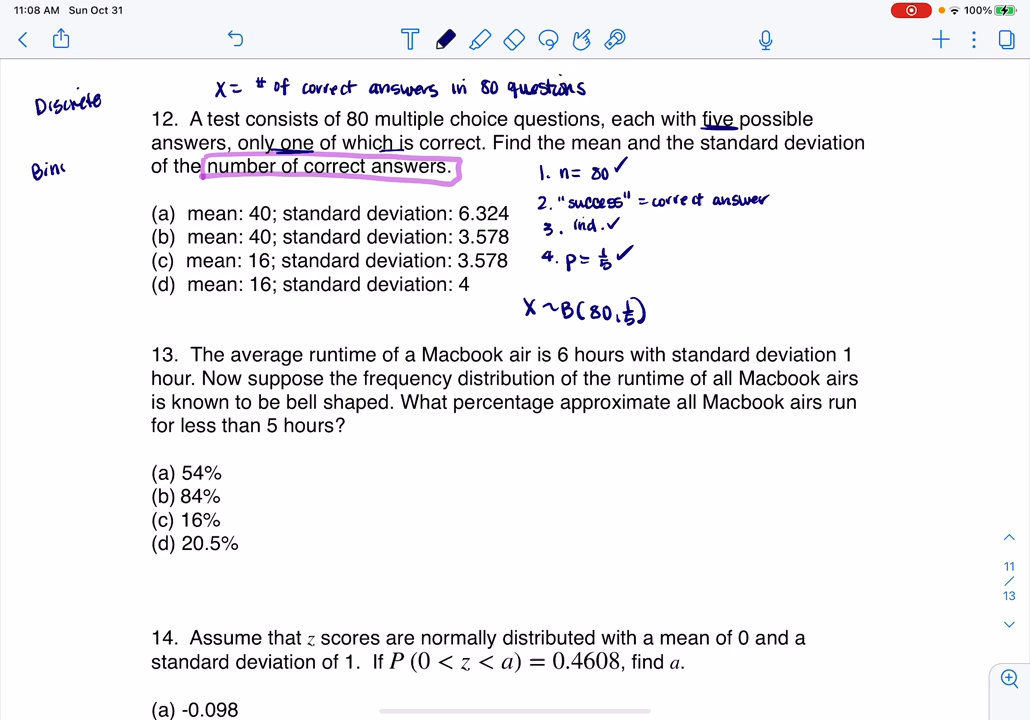 11:08 AM Sun Oct 31
100%
X = # of correct answers in 80 questions
Discrete
12. A test consists of 80 multiple choice questions, each with five possible
answers, only one of which is correct. Find the mean and the standard deviation
of the number of correct answers.
Bino
1. n = 80 ✓
2. "success" = correct answer
3. ind. ✓
4. p = 1/5 ✓
(a) mean: 40; standard deviation: 6.324
(b) mean: 40; standard deviation: 3.578
(c) mean: 16; standard deviation: 3.578
(d) mean: 16; standard deviation: 4
X ~ B(80, 1/5)
13. The average runtime of a Macbook air is 6 hours with standard deviation 1
hour. Now suppose the frequency distribution of the runtime of all Macbook airs
is known to be bell shaped. What percentage approximate all Macbook airs run
for less than 5 hours?
(a) 54%
(b) 84%
(c) 16%
(d) 20.5%
11
/
13
14. Assume that z scores are normally distributed with a mean of 0 and a
standard deviation of 1. If P (0 < z < a) = 0.4608, find a.
(a) -0.098